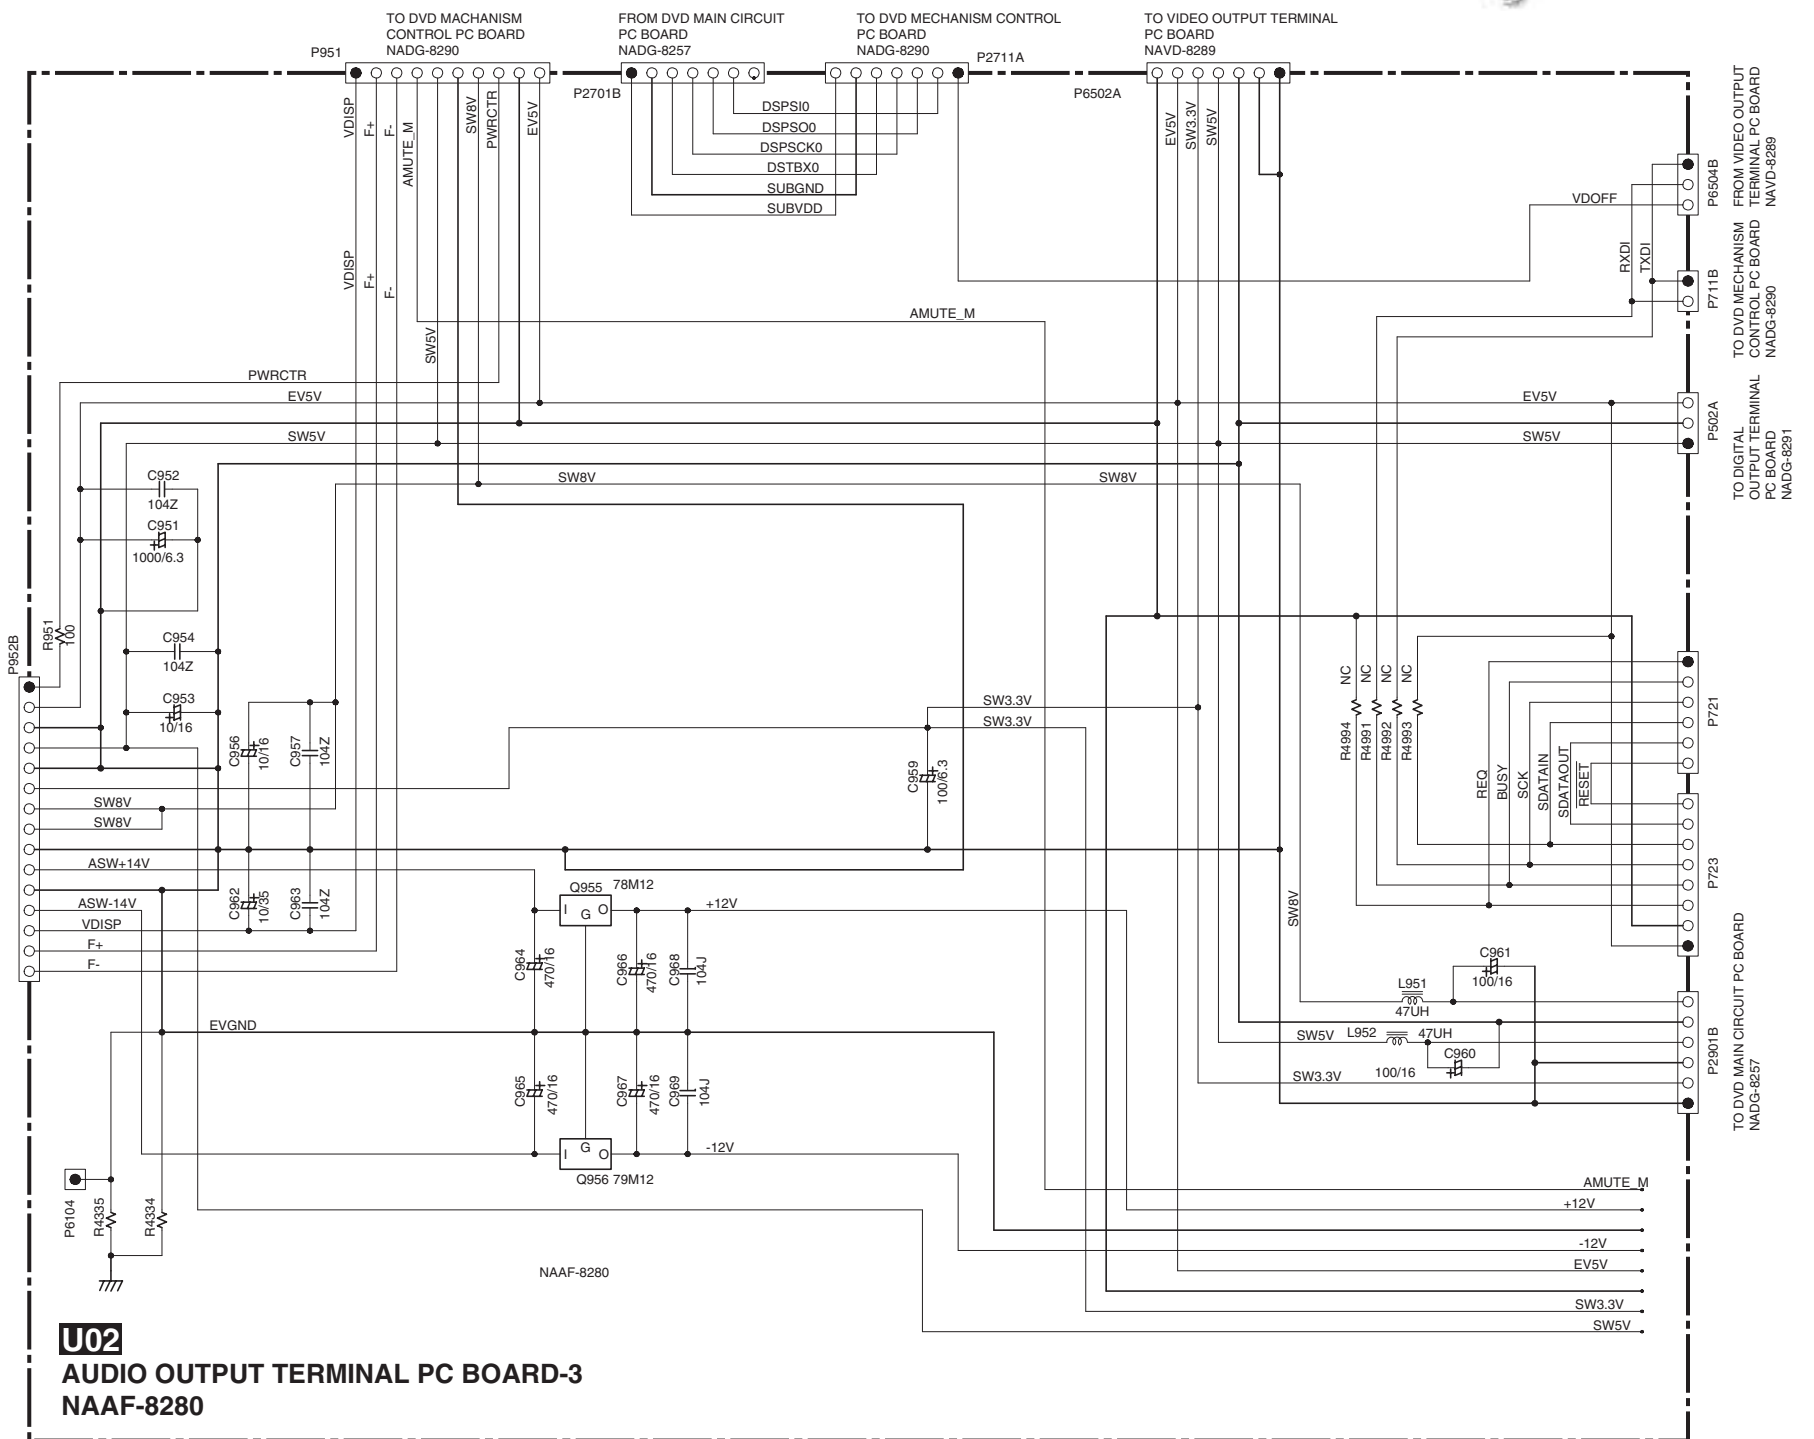 TO DVD MACHANISM
CONTROL PC BOARD
NADG-8290
P951
FROM DVD MAIN CIRCUIT
PC BOARD
NADG-8257
P2701B
TO DVD MECHANISM CONTROL
PC BOARD
NADG-8290
P2711A
TO VIDEO OUTPUT TERMINAL
PC BOARD
NAVD-8289
P6502A
VDISP
F+
F-
AMUTE_M
SW8V
PWRCTR
EV5V
DSPSI0
DSPSO0
DSPSCK0
DSTBX0
SUBGND
SUBVDD
EV5V
SW3.3V
SW5V
P6504B
FROM VIDEO OUTPUT
TERMINAL PC BOARD
NAVD-8289
VDOFF
RXDI
TXDI
P711B
TO DVD MECHANISM
CONTROL PC BOARD
NADG-8290
VDISP
F+
F-
SW5V
AMUTE_M
PWRCTR
EV5V
EV5V
SW5V
SW5V
P502A
TO DIGITAL
OUTPUT TERMINAL
PC BOARD
NADG-8291
SW8V
SW8V
C952
104Z
C951
1000/6.3
R951
100
P952B
C954
104Z
C953
10/16
C956
10/16
C957
104Z
SW3.3V
SW3.3V
C959
100/6.3
R4994
NC
R4991
NC
R4992
NC
R4993
NC
REQ
BUSY
SCK
SDATAIN
SDATAOUT
RESET
P721
P723
SW8V
SW8V
ASW+14V
ASW-14V
VDISP
F+
F-
C962
10/35
C963
104Z
Q955
78M12
I
G
O
+12V
C964
470/16
C966
470/16
C968
104J
EVGND
C965
470/16
C967
470/16
C969
104J
G
I
O
-12V
Q956 79M12
SW8V
C961
100/16
L951
47UH
SW5V
L952
47UH
C960
100/16
SW3.3V
P2901B
TO DVD MAIN CIRCUIT PC BOARD
NADG-8257
P6104
R4335
R4334
AMUTE_M
+12V
-12V
EV5V
SW3.3V
SW5V
NAAF-8280
U02
AUDIO OUTPUT TERMINAL PC BOARD-3
NAAF-8280